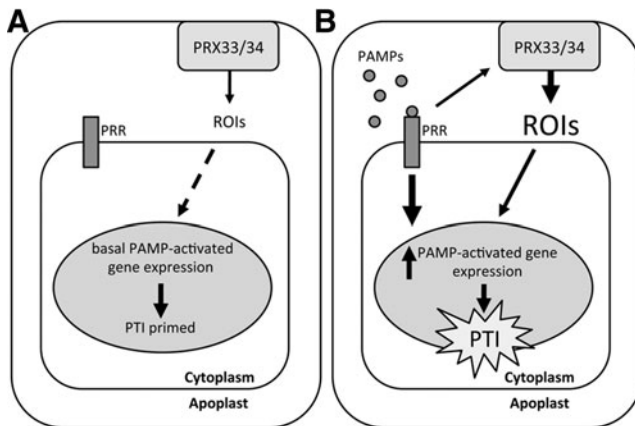 A
PRX33/34
PRR
ROIs
basal PAMP-activated
gene expression
PTI primed
Cytoplasm
Apoplast
B
PRX33/34
PAMPs
PRR
ROIs
PAMP-activated gene
expression
PTI
Cytoplasm
Apoplast